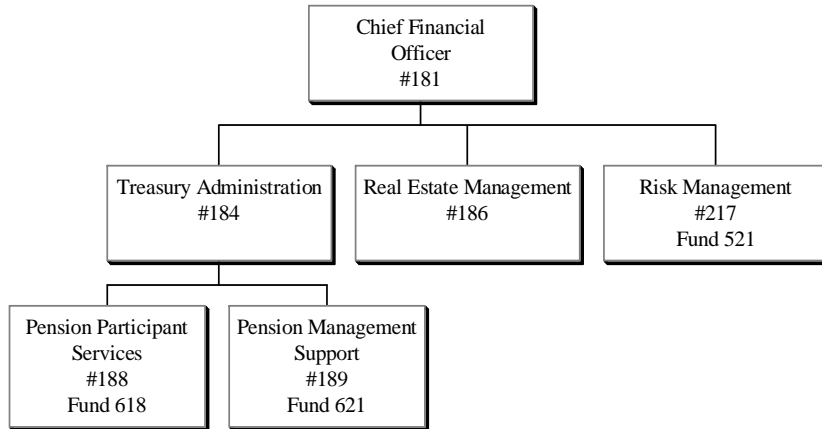 Chief Financial
Officer
#181
Treasury Administration
#184
Real Estate Management
#186
Risk Management
#217
Fund 521
Pension Participant
Services
#188
Fund 618
Pension Management
Support
#189
Fund 621